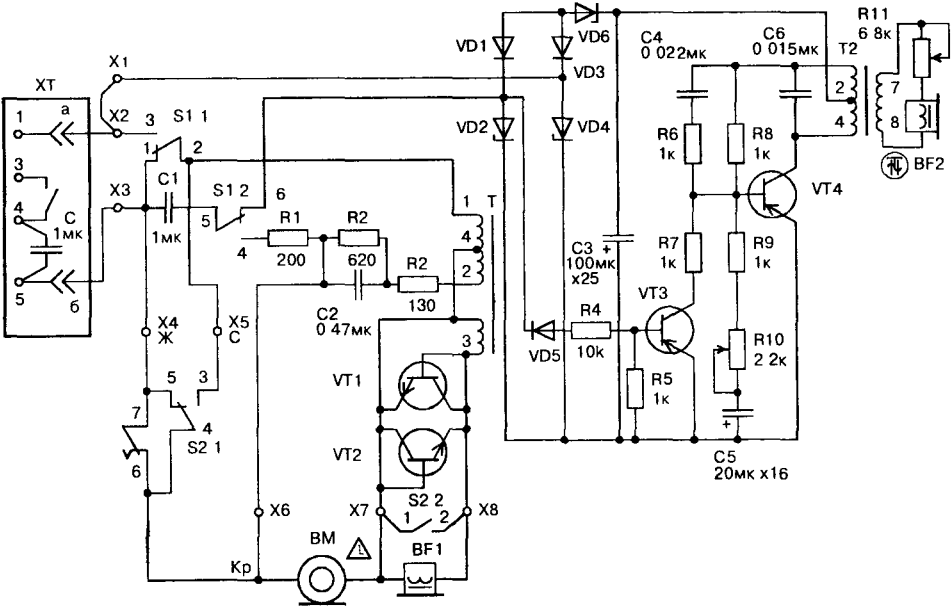 R11
6 8к
C6
0 015мк
C4
0 022мк
T2
VD6
VD1
VD3
X1
XT
1
а
X2
3
S1 1
2
7
VD2
VD4
R6
1к
R8
1к
4
8
BF2
1
2
3
X3
C1
S1 2
6
VT4
4
C
1мк
1мк
5
1
T
R1
R2
4
R7
1к
R9
1к
4
200
620
R2
2
C3
+
100мк
x25
5
б
130
VT3
C2
0 47мк
X4
Ж
X5
С
3
VD5
R4
10к
R10
2 2к
VT1
R5
1к
5
3
7
4
VT2
S2 1
+
6
C5
20мк x16
S2 2
X6
X7
1
2
X8
BM
BF1
Кр